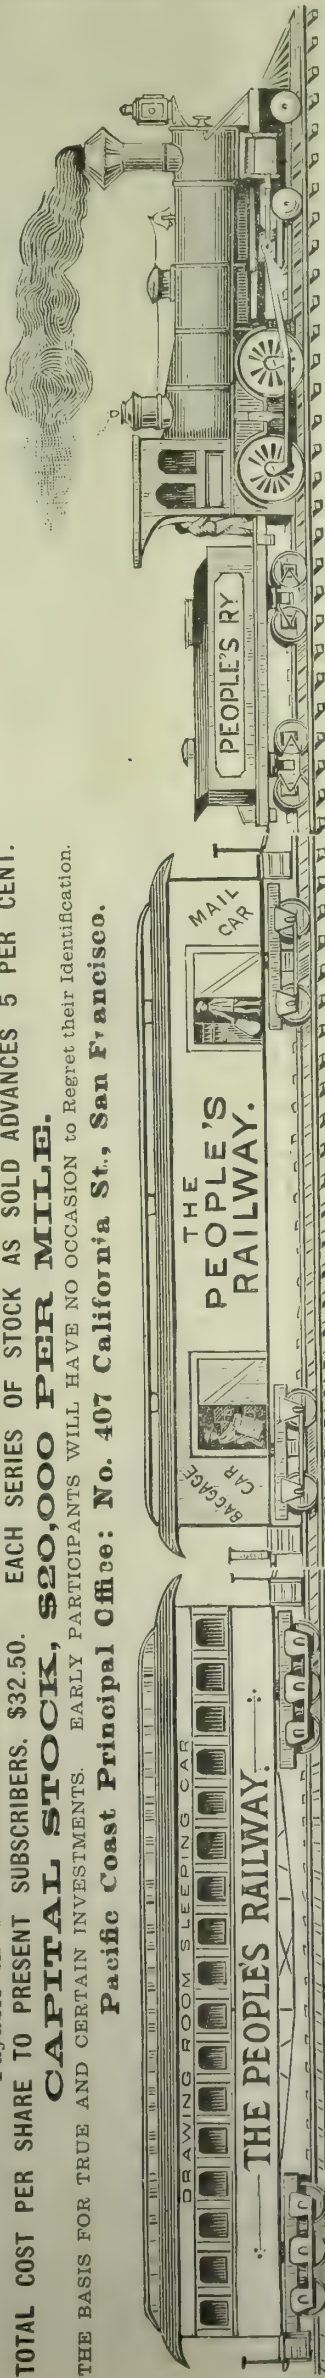 TOTAL COST PER SHARE TO PRESENT SUBSCRIBERS. $32.50. EACH SERIES OF STOCK AS SOLD ADVANCES 5 PER CENT.
CAPITAL STOCK, $20,000 PER MILE.
THE BASIS FOR TRUE AND CERTAIN INVESTMENTS. EARLY PARTICIPANTS WILL HAVE NO OCCASION to Regret their Identification.
Pacific Coast Principal Office: No. 407 California St., San Francisco.
DRAWING ROOM SLEEPING CAR
THE PEOPLE'S RAILWAY.
BAGGAGE
CAR
THE
PEOPLE'S
RAILWAY.
MAIL
CAR
PEOPLE'S RY